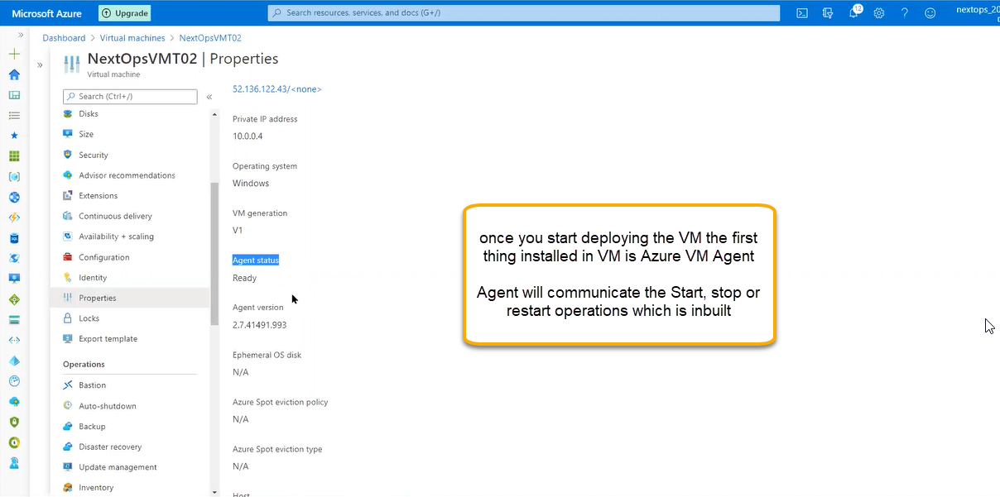 Microsoft Azure
Upgrade
Search resources, services, and docs (G+/)
12
nextops_20
»
Dashboard > Virtual machines > NextOpsVMT02
»
NextOpsVMT02 | Properties
Virtual machine
Search (Ctrl+/)
«
Disks
Size
Security
Advisor recommendations
Extensions
Continuous delivery
Availability + scaling
Configuration
Identity
Properties
Locks
Export template
Operations
Bastion
Auto-shutdown
Backup
Disaster recovery
Update management
Inventory
52.136.122.43/<none>
Private IP address
10.0.0.4
Operating system
Windows
VM generation
V1
Agent status
Ready
Agent version
2.7.41491.993
Ephemeral OS disk
N/A
Azure Spot eviction policy
N/A
Azure Spot eviction type
N/A
Host
once you start deploying the VM the first
thing installed in VM is Azure VM Agent
Agent will communicate the Start, stop or
restart operations which is inbuilt